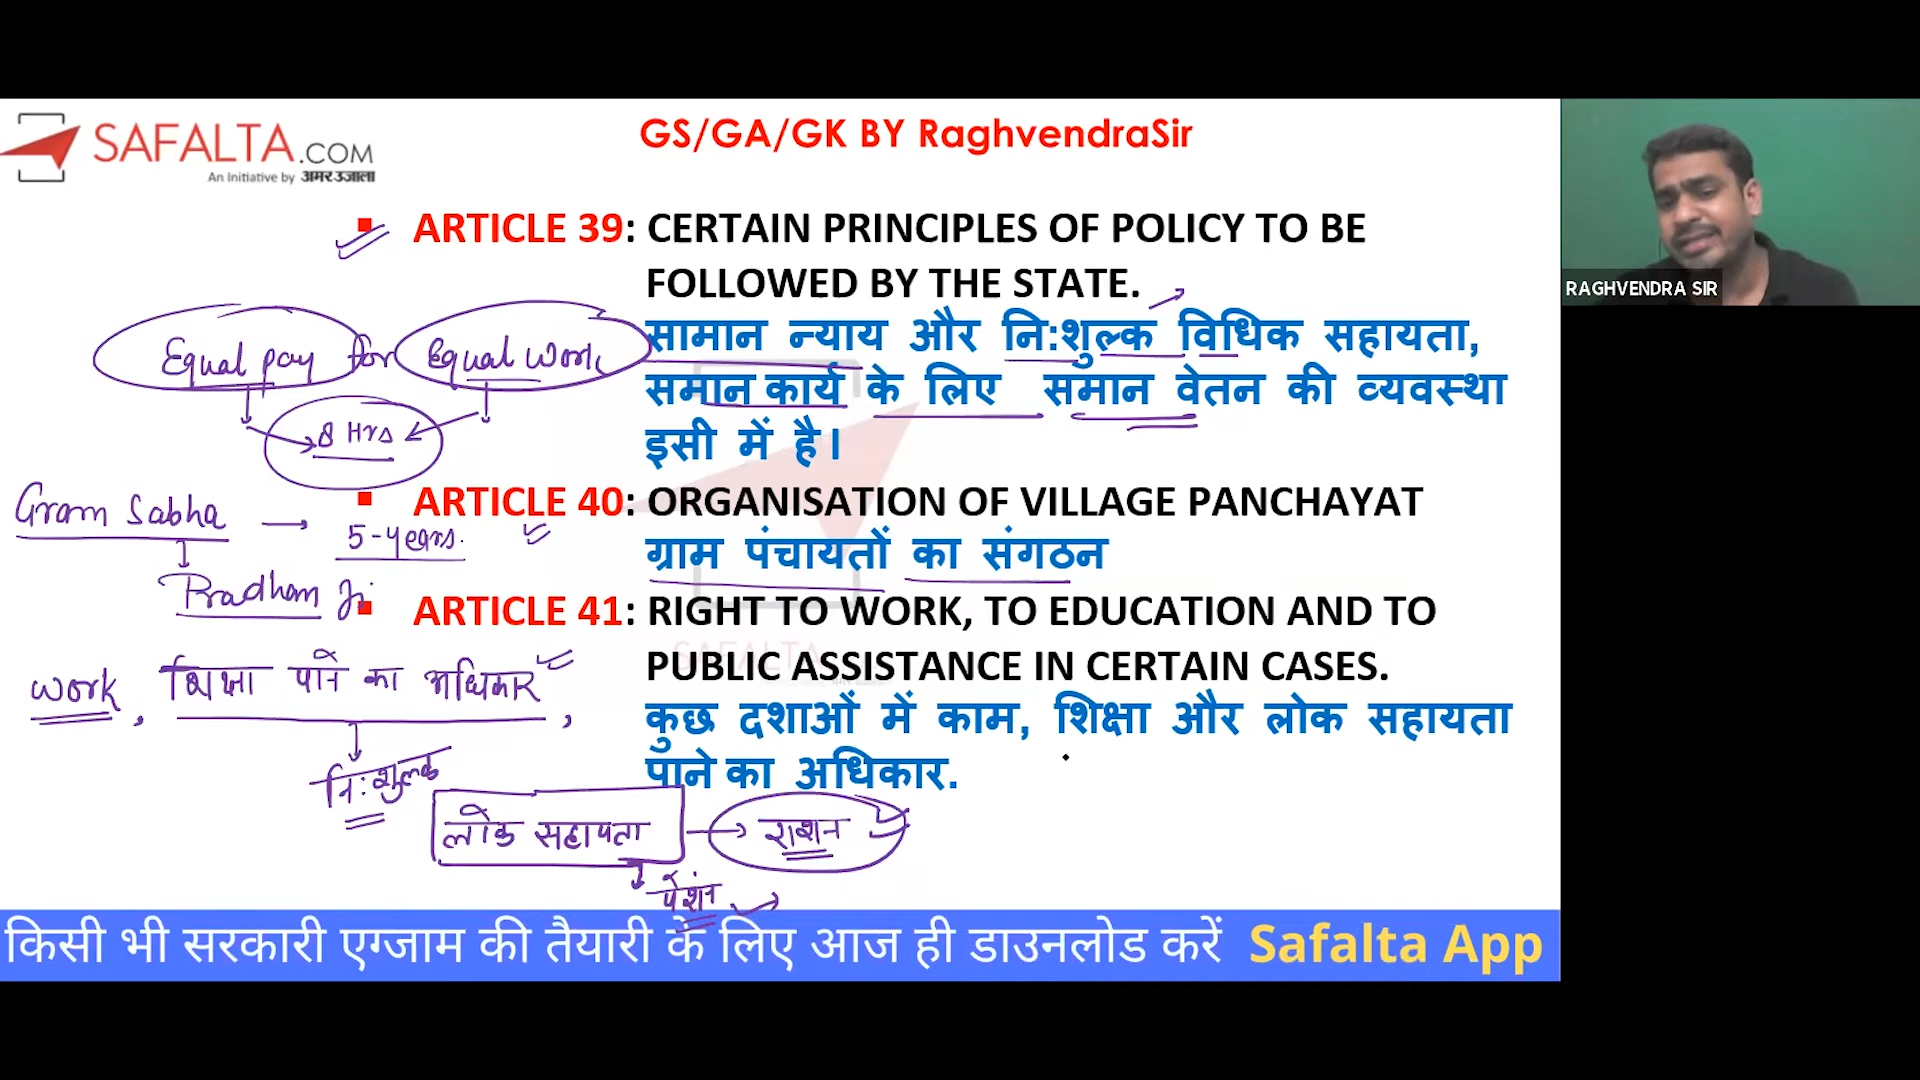 SAFALTA.COM
An Initiative by अमर उजाला
GS/GA/GK BY RaghvendraSir
RAGHVENDRA SIR
ARTICLE 39: CERTAIN PRINCIPLES OF POLICY TO BE
FOLLOWED BY THE STATE.
सामान न्याय और नि:शुल्क विधिक सहायता,
समान कार्य के लिए समान वेतन की व्यवस्था
इसी में है।
Equal pay for Equal Work
8 Hrs
ARTICLE 40: ORGANISATION OF VILLAGE PANCHAYAT
ग्राम पंचायतों का संगठन
Gram Sabha → 5-years.
Pradhan Ji
ARTICLE 41: RIGHT TO WORK, TO EDUCATION AND TO
PUBLIC ASSISTANCE IN CERTAIN CASES.
कुछ दशाओं में काम, शिक्षा और लोक सहायता
पाने का अधिकार.
work, शिक्षा पाने का अधिकार,
नि:शुल्क
लोक सहायता → राशन
पेशंन
SAFALTA
किसी भी सरकारी एग्जाम की तैयारी के लिए आज ही डाउनलोड करें Safalta App